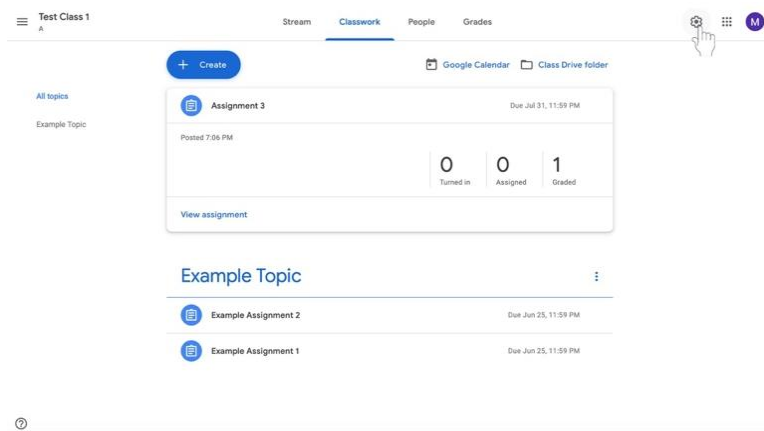 Test Class 1
A
Stream Classwork People Grades
M
+ Create
Google Calendar Class Drive folder
All topics
Example Topic
Assignment 3 Due Jul 31, 11:59 PM
Posted 7:06 PM
0 0 1
Turned in Assigned Graded
View assignment
Example Topic
Example Assignment 2 Due Jun 25, 11:59 PM
Example Assignment 1 Due Jun 25, 11:59 PM